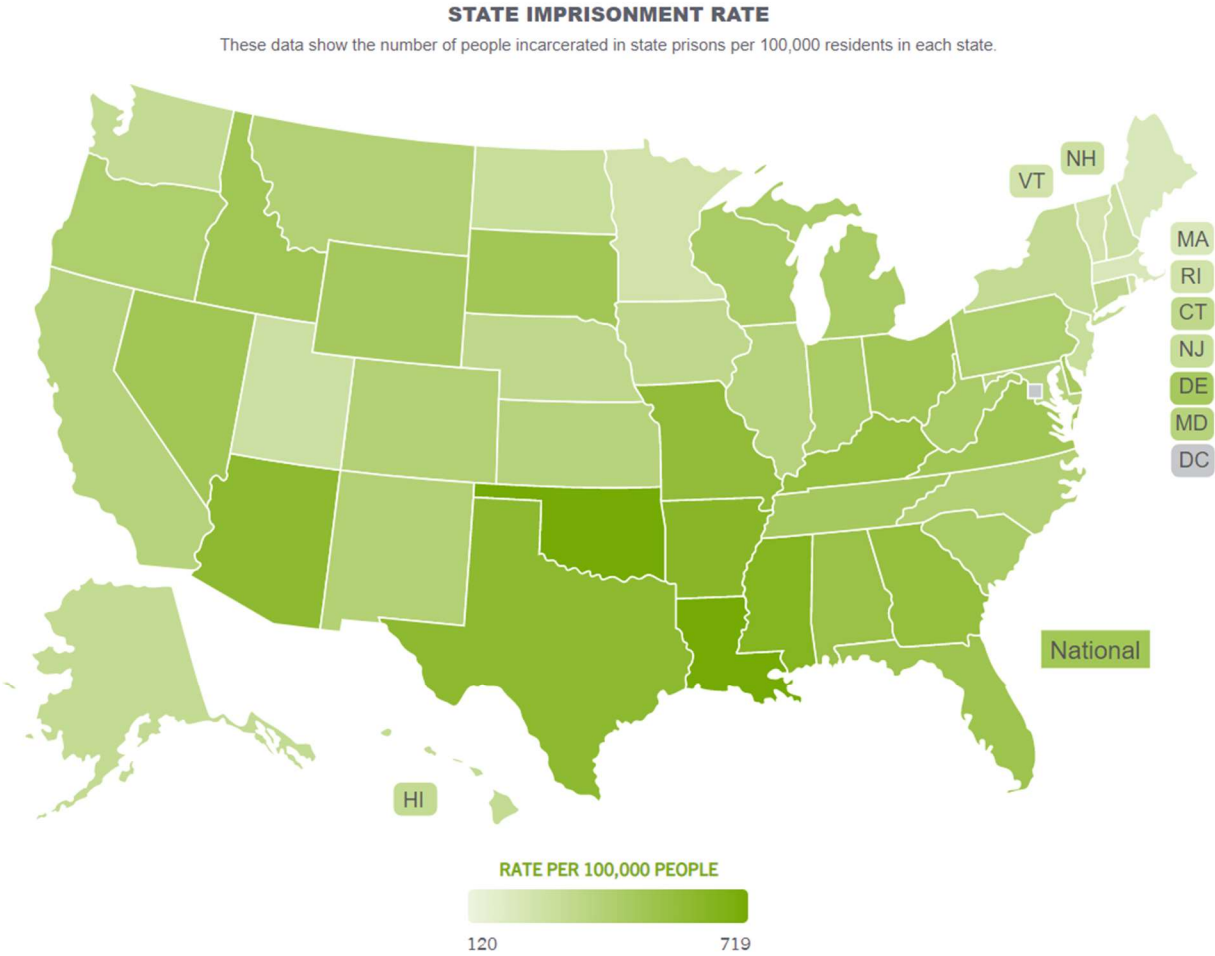 STATE IMPRISONMENT RATE
These data show the number of people incarcerated in state prisons per 100,000 residents in each state.
NH
VT
MA
RI
CT
NJ
DE
MD
DC
National
HI
RATE PER 100,000 PEOPLE
120 719